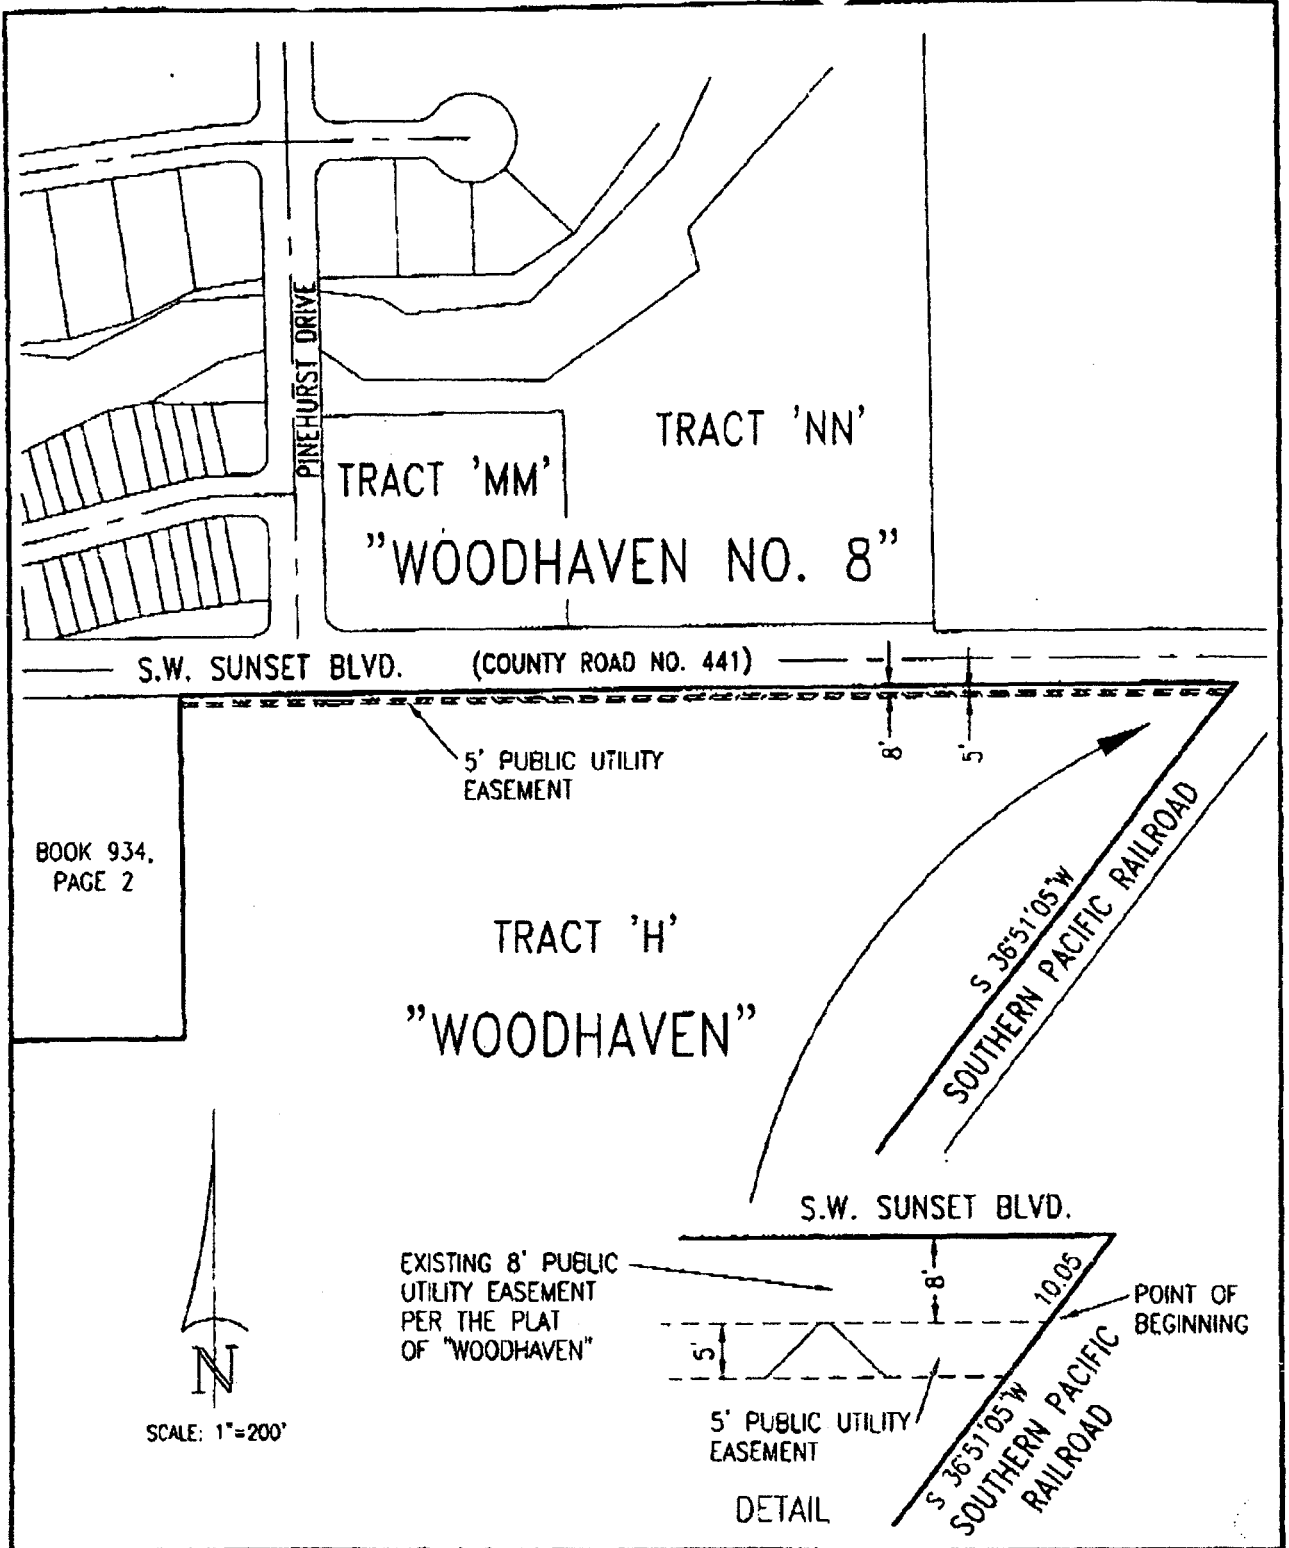 PINEHURST DRIVE
TRACT 'NN'
TRACT 'MM'
"WOODHAVEN NO. 8"
S.W. SUNSET BLVD. (COUNTY ROAD NO. 441)
8'
5'
5' PUBLIC UTILITY
EASEMENT
BOOK 934,
PAGE 2
S 36°51'05"W
SOUTHERN PACIFIC RAILROAD
TRACT 'H'
"WOODHAVEN"
S.W. SUNSET BLVD.
EXISTING 8' PUBLIC
UTILITY EASEMENT
PER THE PLAT
OF "WOODHAVEN"
8'
10.05
POINT OF
BEGINNING
5'
N
SCALE: 1"=200'
5' PUBLIC UTILITY
EASEMENT
S 36°51'05"W
SOUTHERN PACIFIC
RAILROAD
DETAIL